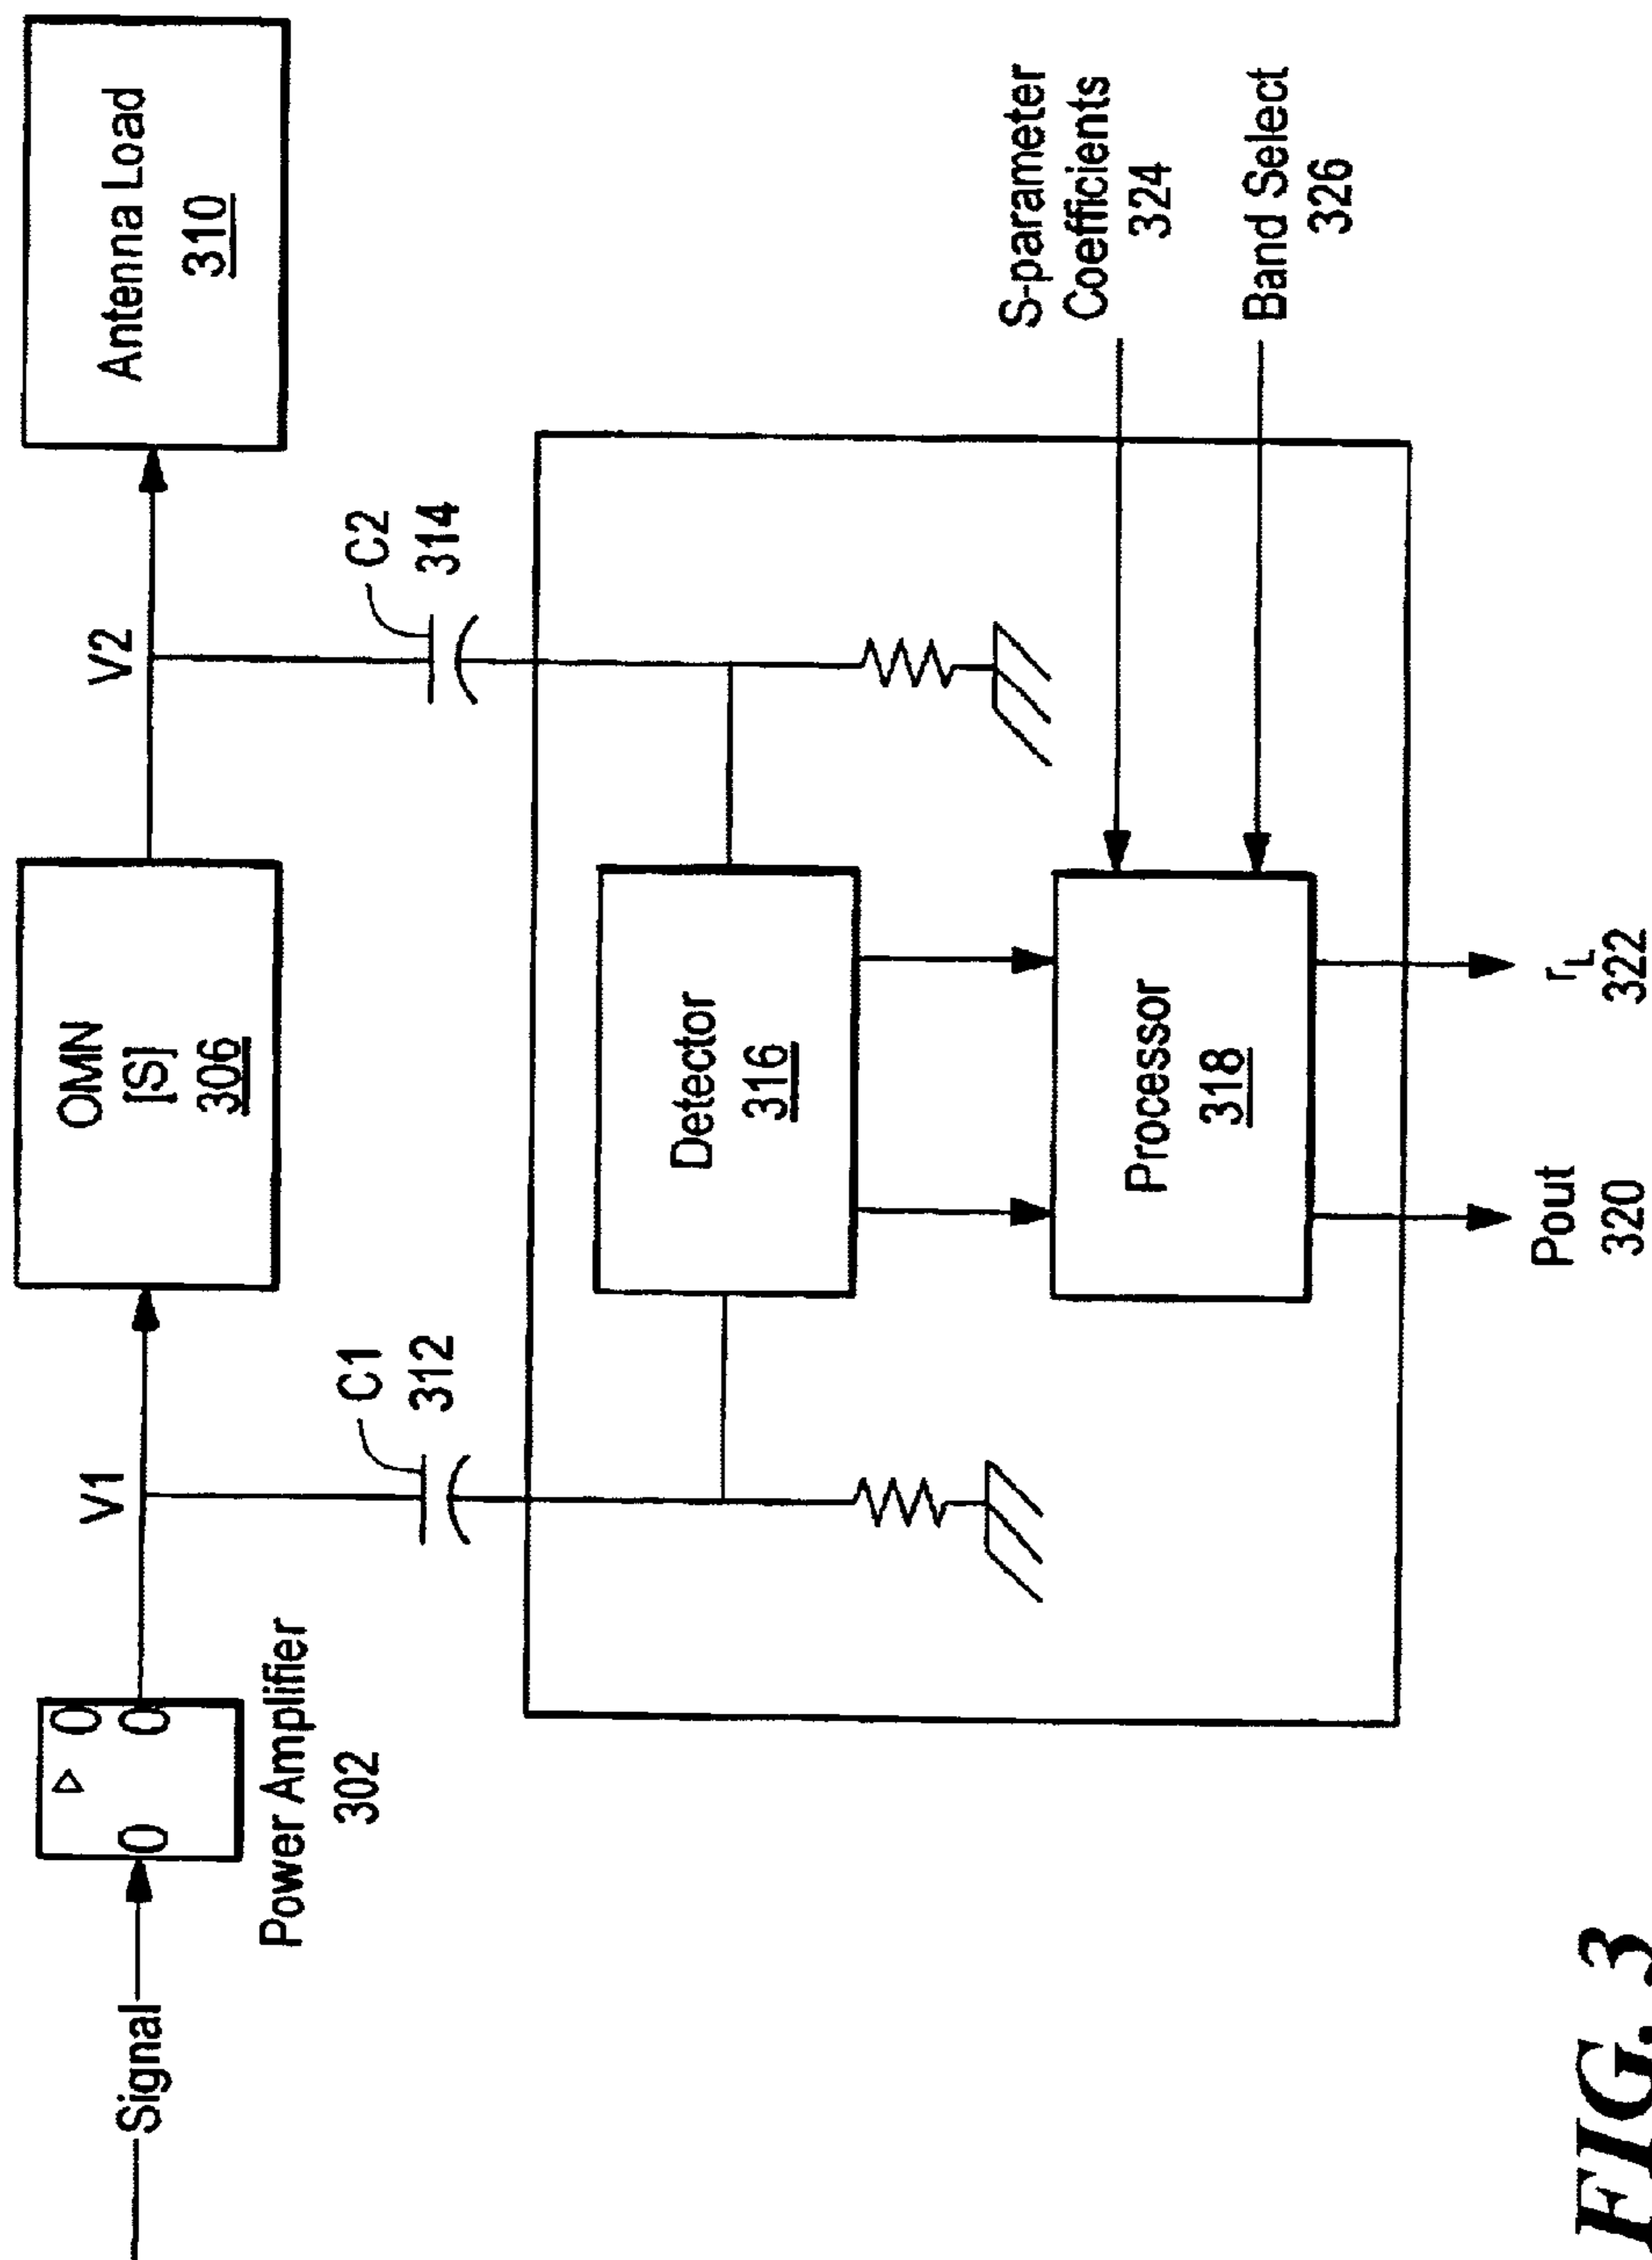 Signal
Power Amplifier
302
V1
OMN
[S]
306
V2
Antenna Load
310
C1
312
C2
314
Detector
316
Processor
318
S-parameter
Coefficients
324
Band Select
326
Pout
320
rL
322
FIG. 3